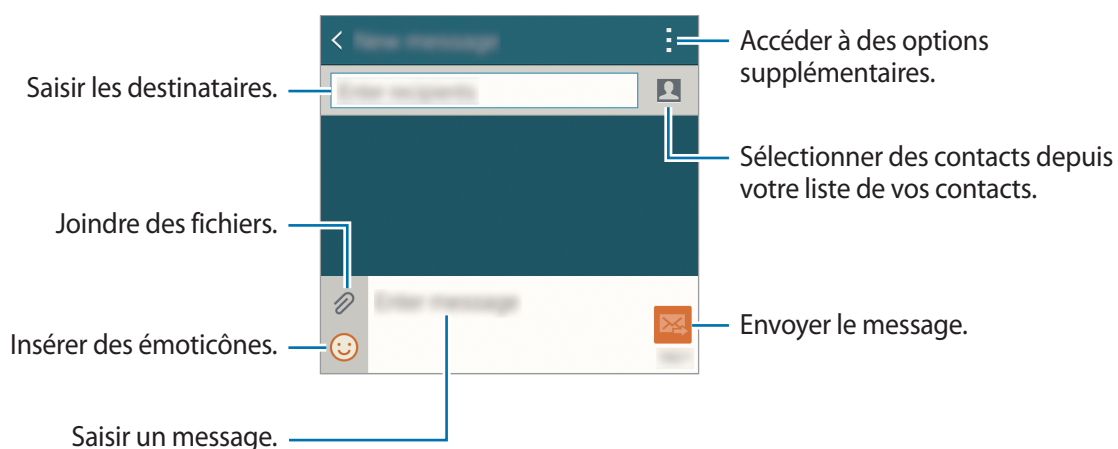 Accéder à des options
supplémentaires.
Saisir les destinataires.
Sélectionner des contacts depuis
votre liste de vos contacts.
Joindre des fichiers.
Envoyer le message.
Insérer des émoticônes.
Saisir un message.